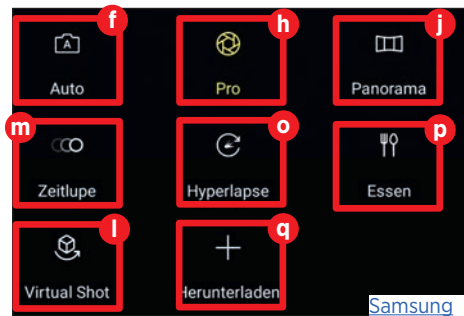 f h j
A
Auto Pro Panorama
m o p
Zeitlupe Hyperlapse Essen
l q
Virtual Shot Herunterladen
Samsung